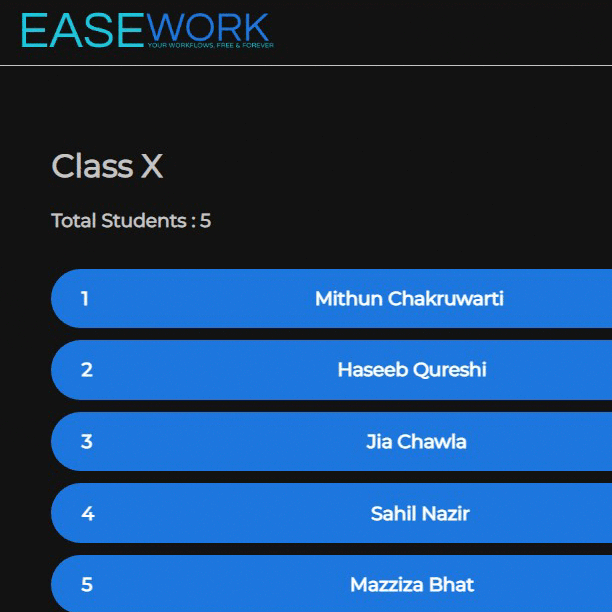 EASEWORK
YOUR WORKFLOWS, FREE & FOREVER
Class X
Total Students : 5
1 Mithun Chakruwarti
2 Haseeb Qureshi
3 Jia Chawla
4 Sahil Nazir
5 Mazziza Bhat